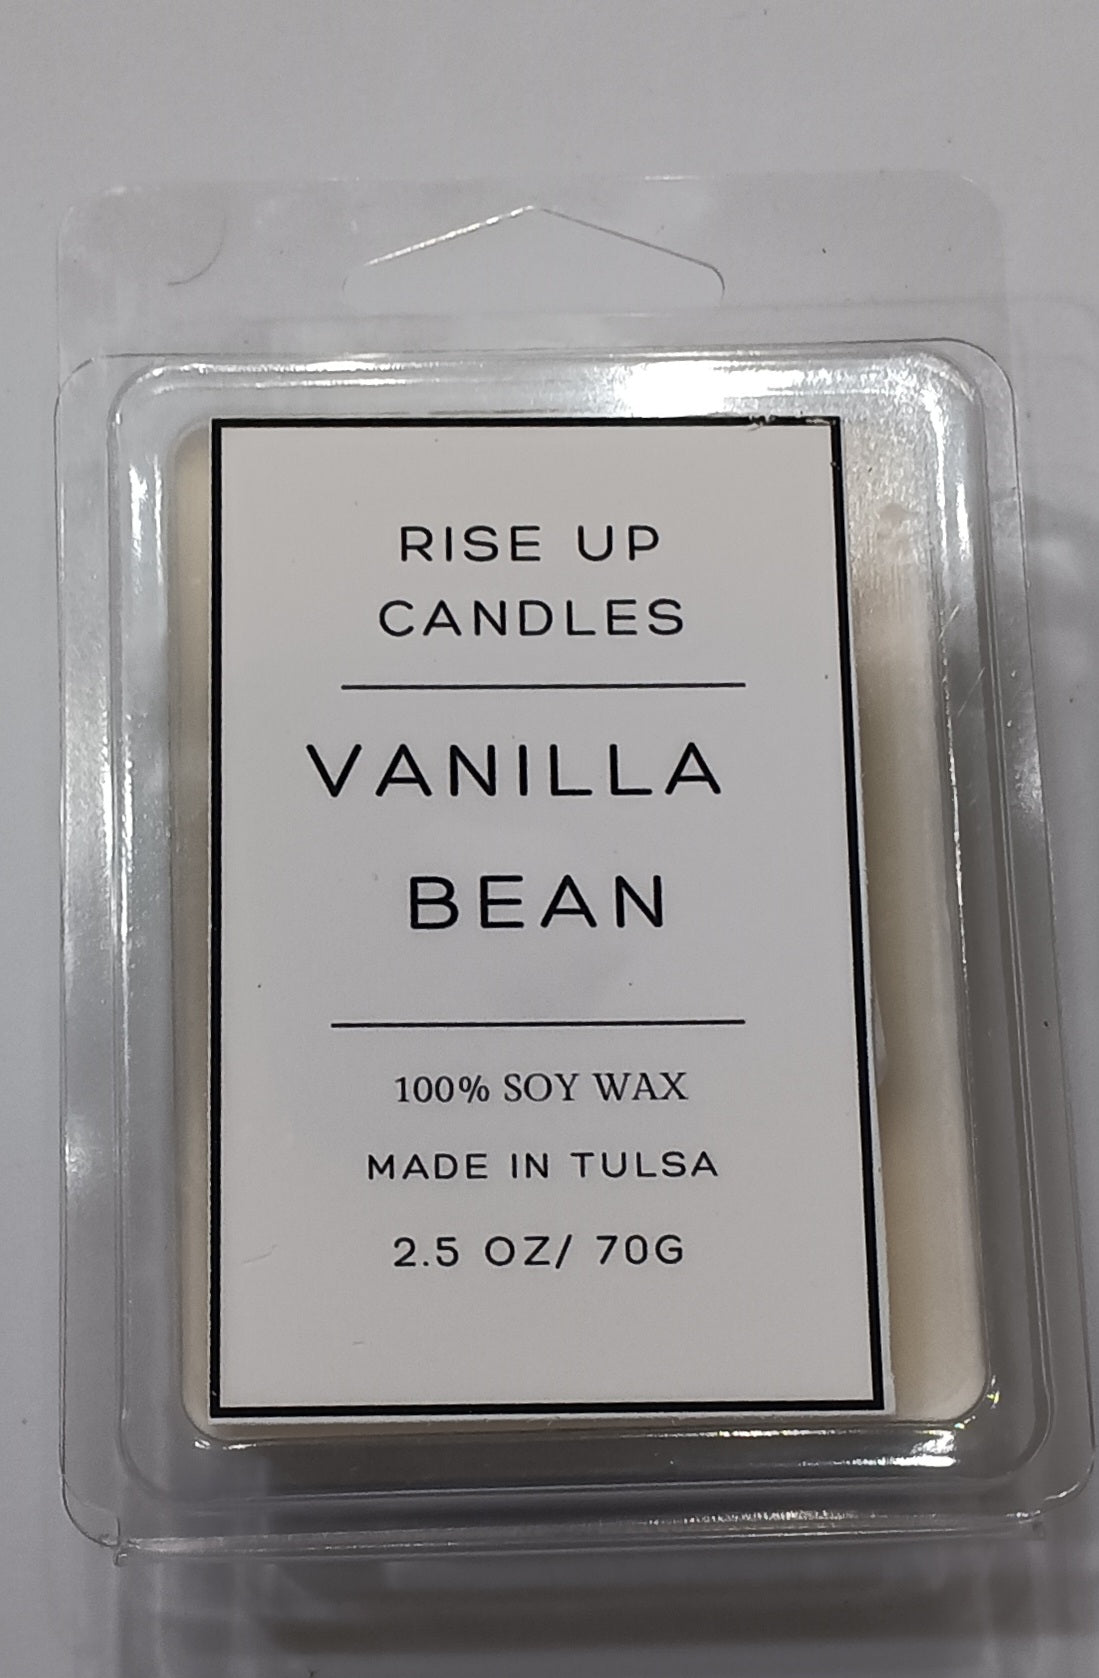 RISE UP
CANDLES
VANILLA
BEAN
100% SOY WAX
MADE IN TULSA
2.5 OZ/ 70G